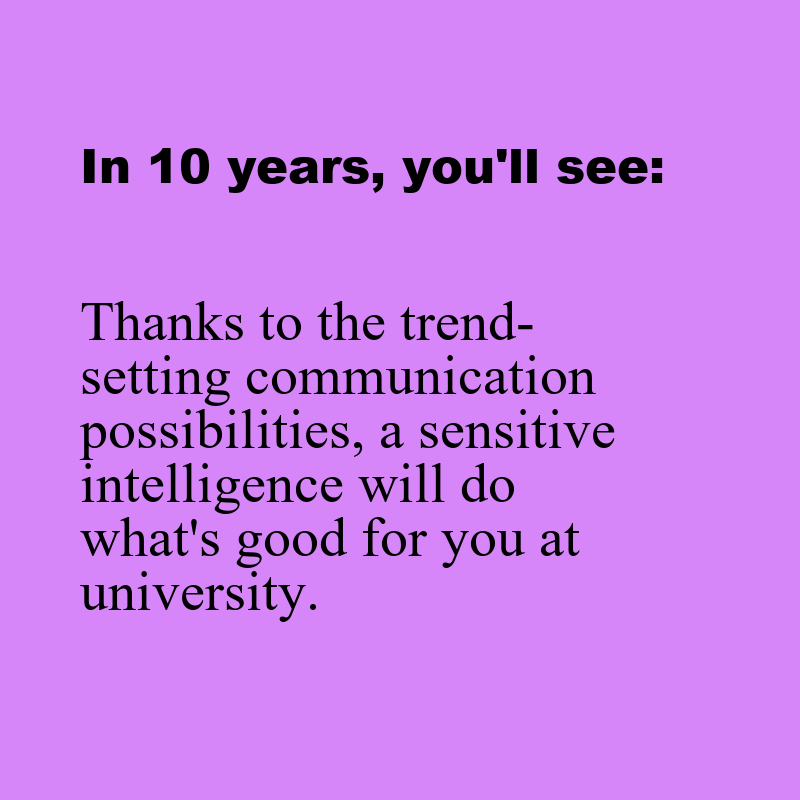 In 10 years, you'll see:
Thanks to the trend-
setting communication
possibilities, a sensitive
intelligence will do
what's good for you at
university.